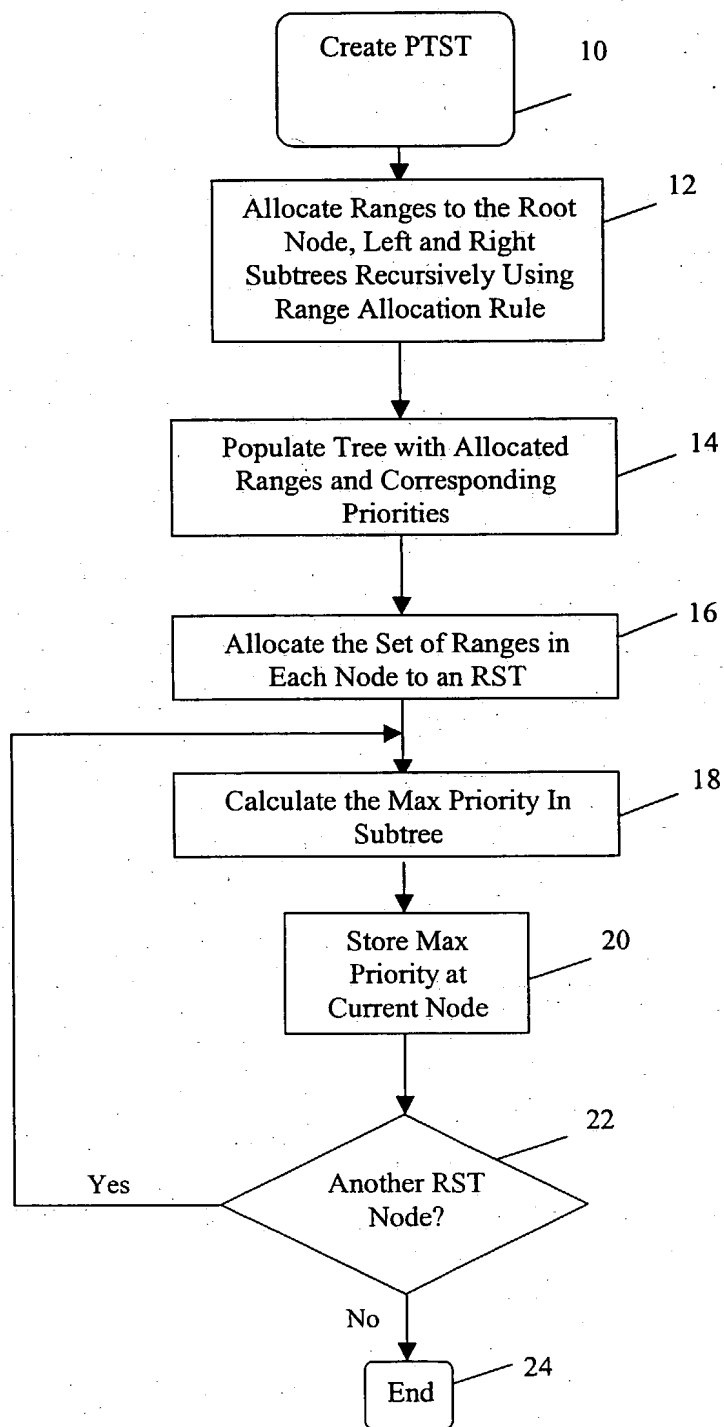 Create PTST
10
12
Allocate Ranges to the Root
Node, Left and Right
Subtrees Recursively Using
Range Allocation Rule
14
Populate Tree with Allocated
Ranges and Corresponding
Priorities
16
Allocate the Set of Ranges in
Each Node to an RST
18
Calculate the Max Priority In
Subtree
20
Store Max
Priority at
Current Node
22
Yes
Another RST
Node?
No
24
End